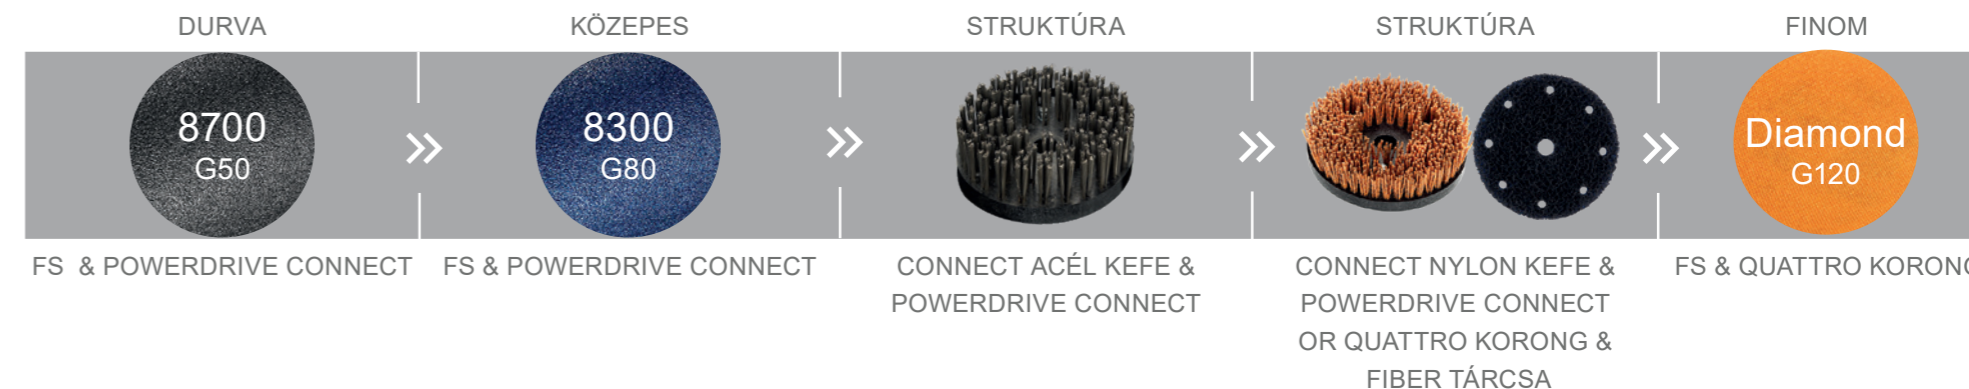 DURVA
8700
G50
FS & POWERDRIVE CONNECT
KÖZEPES
8300
G80
FS & POWERDRIVE CONNECT
STRUKTÚRA
CONNECT ACÉL KEFE &
POWERDRIVE CONNECT
STRUKTÚRA
CONNECT NYLON KEFE &
POWERDRIVE CONNECT
OR QUATTRO KORONG &
FIBER TÁRCSA
FINOM
Diamond
G120
FS & QUATTRO KORONG